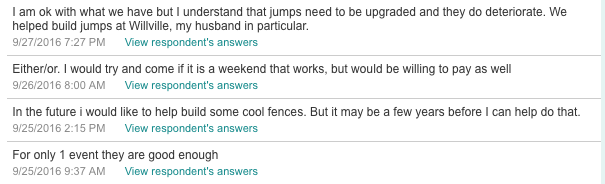 I am ok with what we have but I understand that jumps need to be upgraded and they do deteriorate. We
helped build jumps at Willville, my husband in particular.
9/27/2016 7:27 PM View respondent's answers
Either/or. I would try and come if it is a weekend that works, but would be willing to pay as well
9/26/2016 8:00 AM View respondent's answers
In the future i would like to help build some cool fences. But it may be a few years before I can help do that.
9/25/2016 2:15 PM View respondent's answers
For only 1 event they are good enough
9/25/2016 9:37 AM View respondent's answers